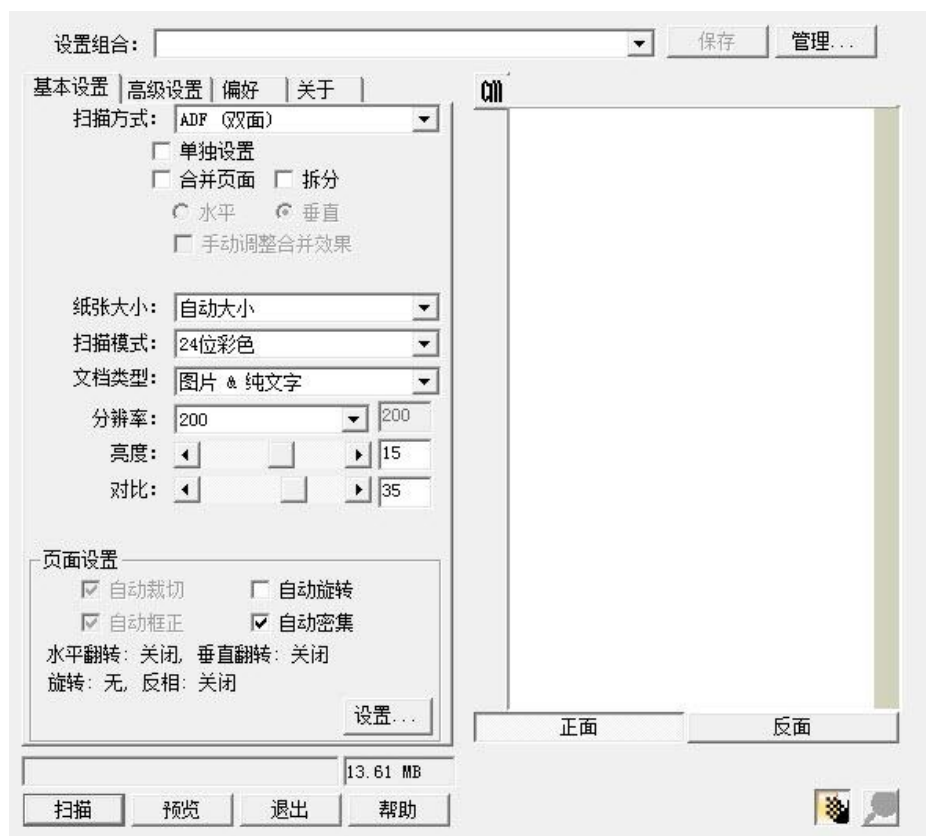 设置组合: 保存 管理...
基本设置 高级设置 偏好 关于
cm
扫描方式: ADF (双面)
单独设置
合并页面 拆分
水平 垂直
手动调整合并效果
纸张大小: 自动大小
扫描模式: 24位彩色
文档类型: 图片 & 纯文字
分辨率: 200 200
亮度: 15
对比: 35
页面设置
自动裁切 自动旋转
自动框正 自动密集
水平翻转: 关闭, 垂直翻转: 关闭
旋转: 无, 反相: 关闭
设置...
正面 反面
13.61 MB
扫描 预览 退出 帮助